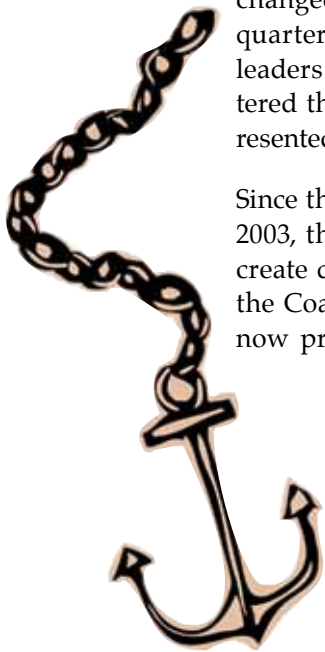 changed
quarter
leaders
tered th
resented
Since th
2003, th
create c
the Coa
now pr